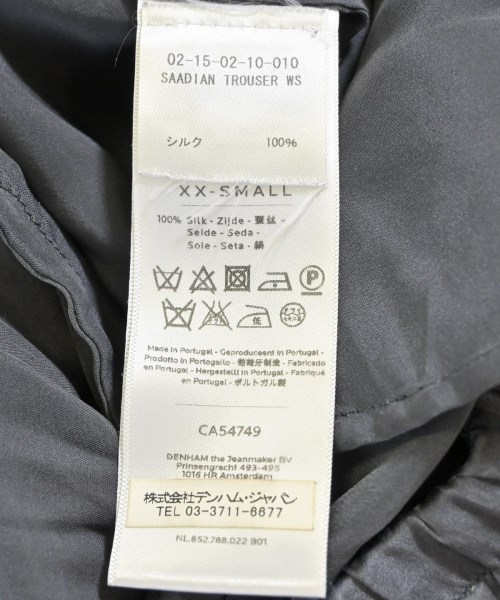 02-15-02-10-010
SAADIAN TROUSER WS
シルク 100%
XX-SMALL
100% Silk - Zijde -
Seide - Seda -
Soie - Seta - 絹
低
Made in Portugal - Geproduceerd in Portugal -
Prodotto in Portogallo - 葡萄牙制造 - Fabricado
en Portugal - Hergestellt in Portugal - Fabriqué
en Portugal - ポルトガル製
CA54749
DENHAM the Jeanmaker BV
Prinsengracht 493-495
1016 HR Amsterdam
株式会社デンハム・ジャパン
TEL 03-3711-6677
NL.852.788.022 B01